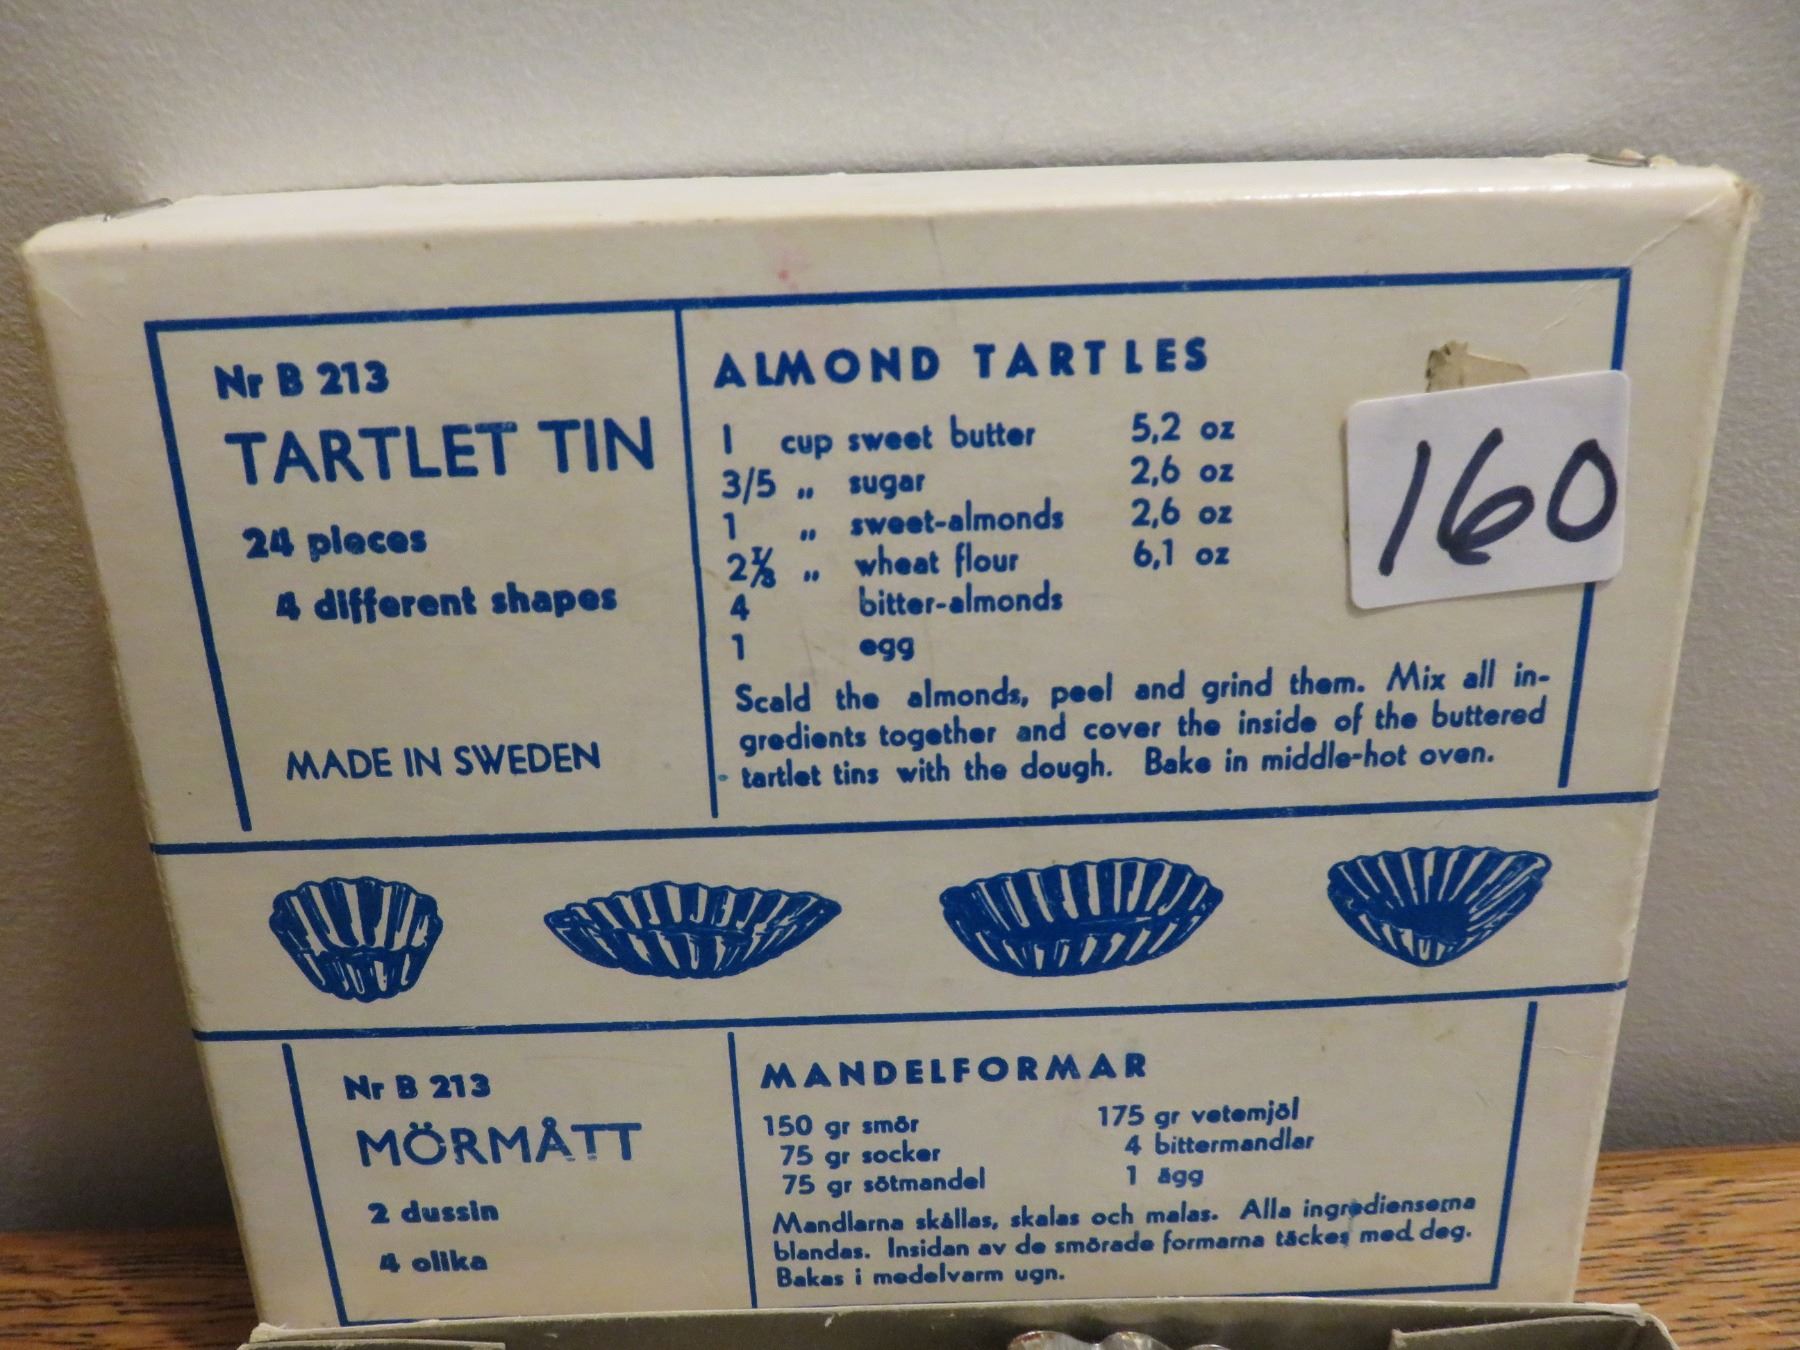 Nr B 213
TARTLET TIN
24 pieces
4 different shapes
MADE IN SWEDEN
ALMOND TARTLES
1 cup sweet butter 5,2 oz
3/5 „ sugar 2,6 oz
1 „ sweet-almonds 2,6 oz
2⅓ „ wheat flour 6,1 oz
4 bitter-almonds
1 egg
Scald the almonds, peel and grind them. Mix all in-
gredients together and cover the inside of the buttered
tartlet tins with the dough. Bake in middle-hot oven.
160
Nr B 213
MÖRMÅTT
2 dussin
4 olika
MANDELFORMAR
150 gr smör 175 gr vetemjöl
75 gr socker 4 bittermandlar
75 gr sötmandel 1 ägg
Mandlarna skållas, skalas och malas. Alla ingredienserna
blandas. Insidan av de smörade formarna täckes med deg.
Bakas i medelvarm ugn.